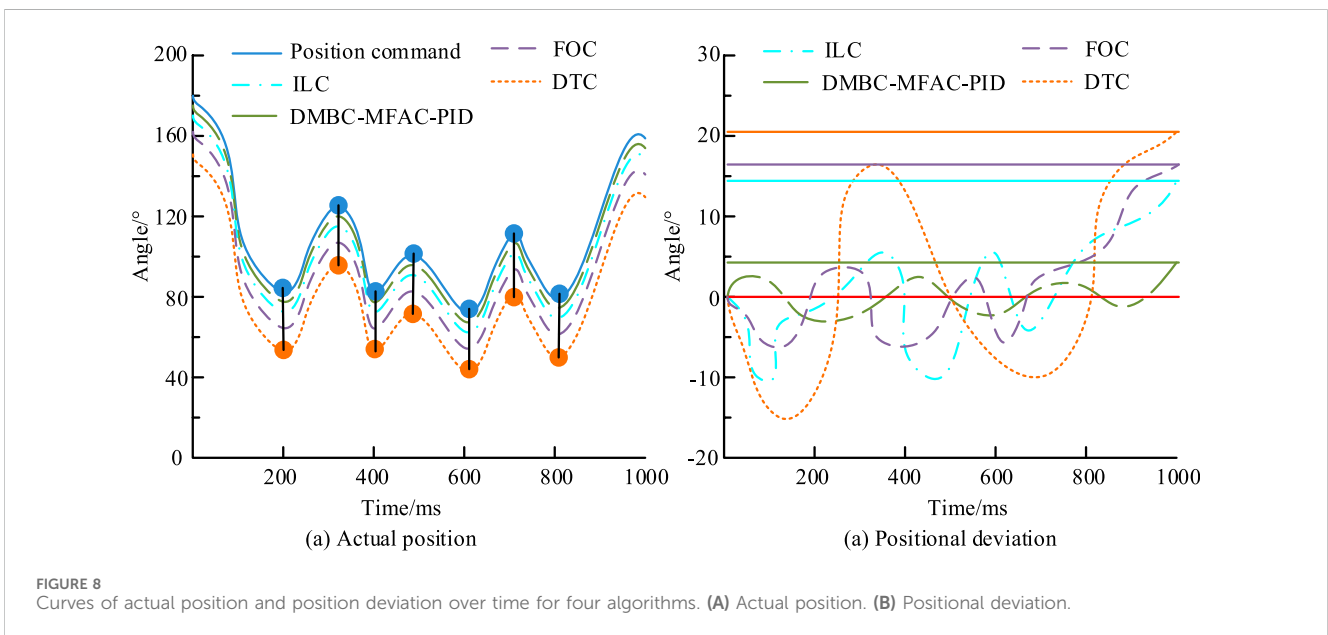 200
160
120
80
40
0
Angle/°
Position command
ILC
DMBC-MFAC-PID
FOC
DTC
200
400
600
800
1000
Time/ms
(a) Actual position
30
20
10
0
-10
-20
Angle/°
ILC
DMBC-MFAC-PID
FOC
DTC
200
400
600
800
1000
Time/ms
(a) Positional deviation
FIGURE 8
Curves of actual position and position deviation over time for four algorithms. (A) Actual position. (B) Positional deviation.